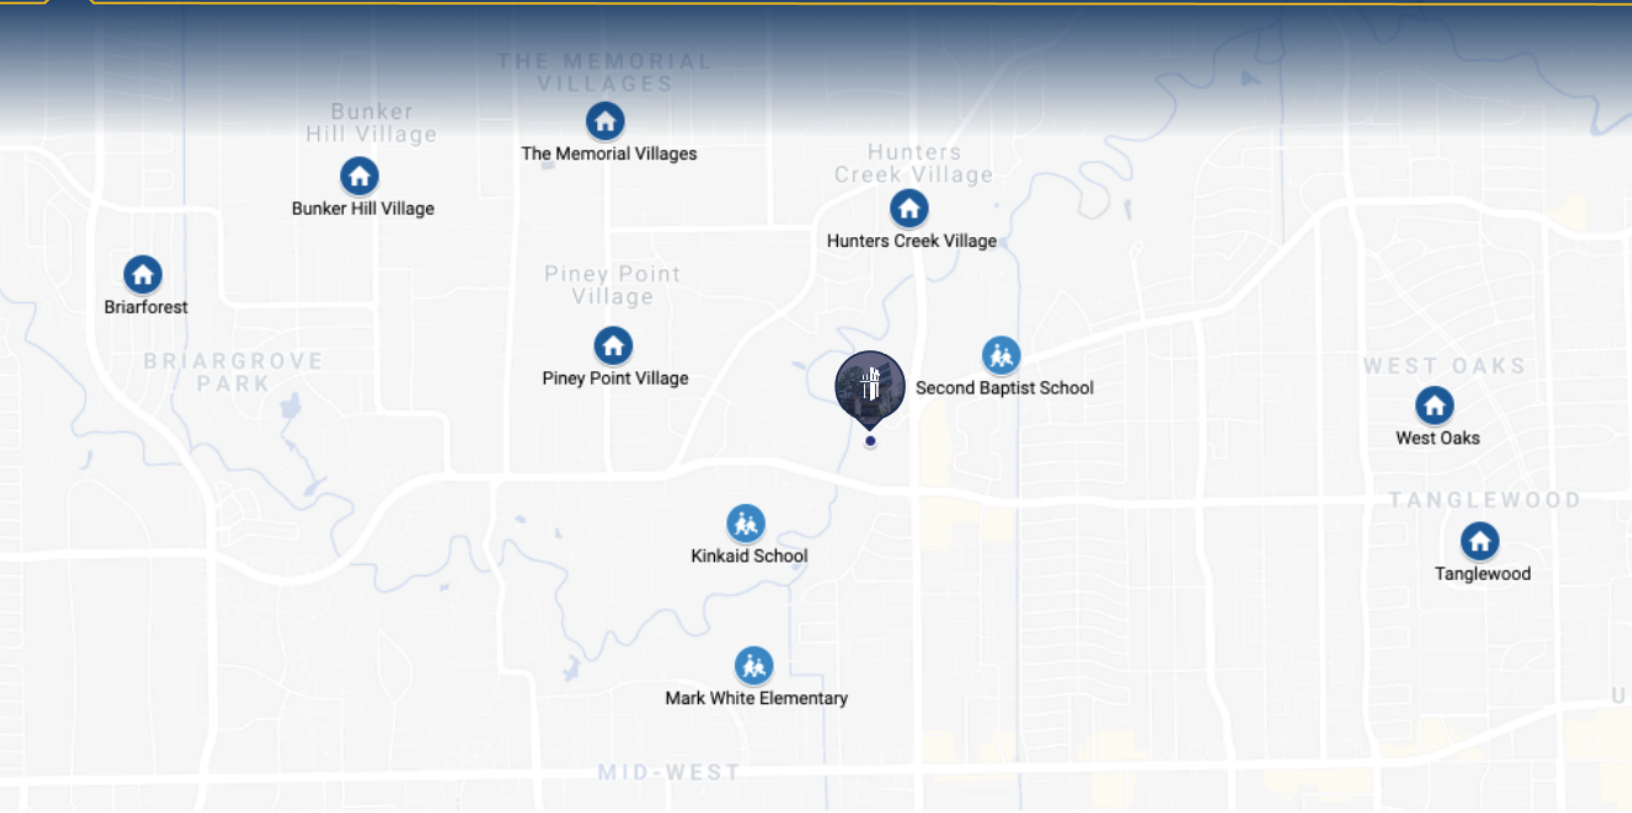 THE MEMORIAL
VILLAGES
The Memorial Villages
Bunker
Hill Village
Bunker Hill Village
Hunters
Creek Village
Hunters Creek Village
Briarforest
Piney Point
Village
Piney Point Village
BRIARGROVE
PARK
Second Baptist School
WEST OAKS
West Oaks
TANGLEWOOD
Tanglewood
Kinkaid School
Mark White Elementary
U
MID-WEST